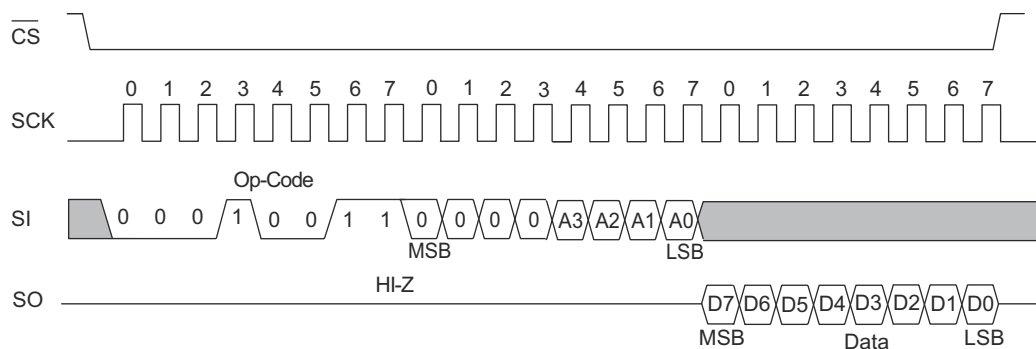 CS
0 1 2 3 4 5 6 7 0 1 2 3 4 5 6 7 0 1 2 3 4 5 6 7
SCK
Op-Code
SI 0 0 0 1 0 0 1 1 0 0 0 0 A3 A2 A1 A0
MSB LSB
HI-Z
SO D7 D6 D5 D4 D3 D2 D1 D0
MSB Data LSB